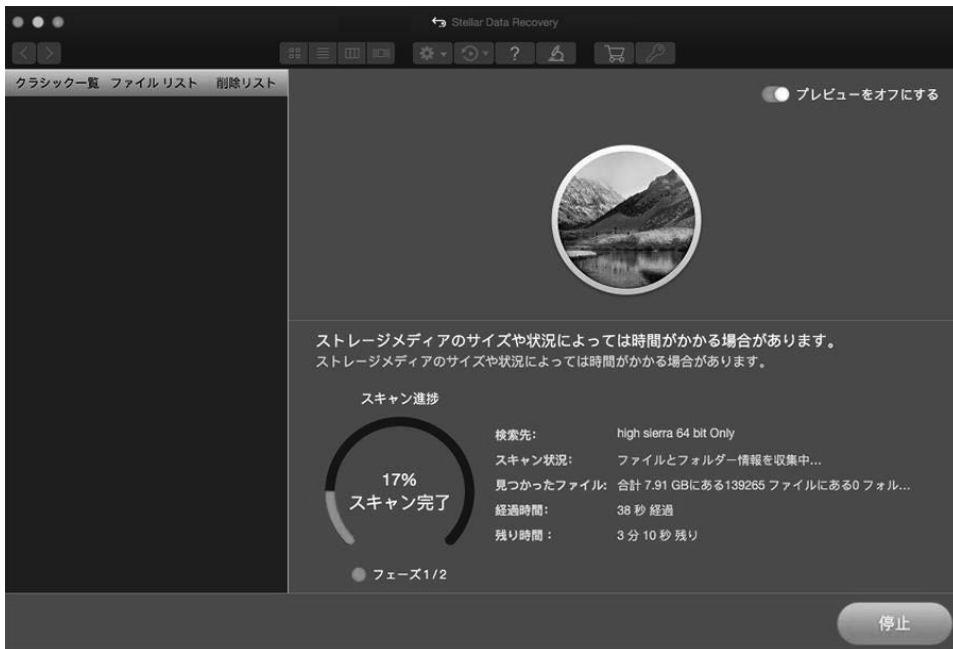 Stellar Data Recovery
クラシック一覧 ファイル リスト 削除リスト
プレビューをオフにする
ストレージメディアのサイズや状況によっては時間がかかる場合があります。
ストレージメディアのサイズや状況によっては時間がかかる場合があります。
スキャン進捗
17%
スキャン完了
フェーズ1/2
検索先: high sierra 64 bit Only
スキャン状況: ファイルとフォルダー情報を収集中...
見つかったファイル: 合計 7.91 GBにある139265 ファイルにある0 フォル...
経過時間: 38 秒 経過
残り時間： 3 分 10 秒 残り
停止